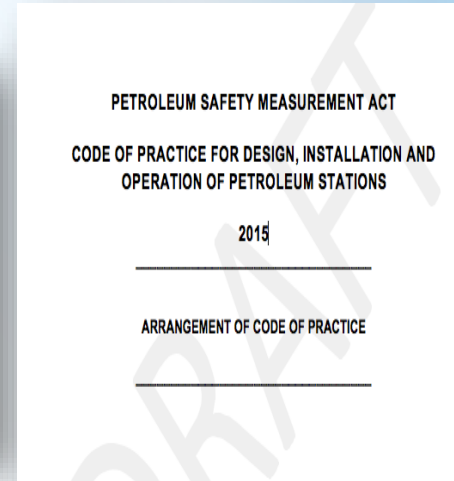 PETROLEUM SAFETY MEASUREMENT ACT
CODE OF PRACTICE FOR DESIGN, INSTALLATION AND
OPERATION OF PETROLEUM STATIONS
2015
ARRANGEMENT OF CODE OF PRACTICE
DRAFT